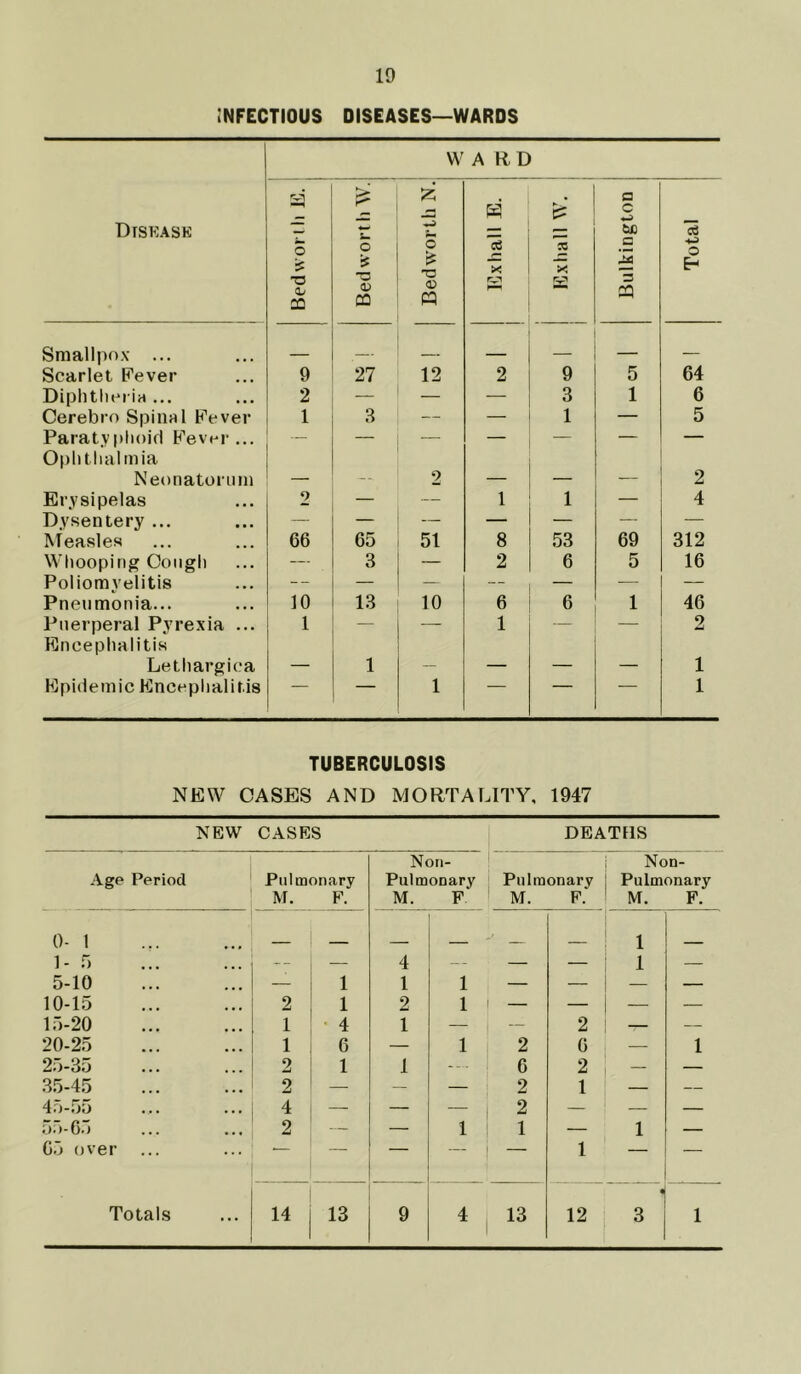 19
INFECTIOUS DISEASES—WARDS
WARD
DISEASE | Bedworth E. | Bedworth W. | Bedworth N. | Exhall E. | Exhall W. | Bulkington | Total
Smallpox ... ... — — — — — — —
Scarlet Fever ... 9 27 12 2 9 5 64
Diphtheria ... ... 2 — — — 3 1 6
Cerebro Spinal Fever 1 3 — — 1 — 5
Paratyphoid Fever ... — — — — — — —
Ophthalmia
Neonatorum — — 2 — — — 2
Erysipelas ... 2 — — 1 1 — 4
Dysentery ... ... — — — — — — —
Measles ... ... 66 65 51 8 53 69 312
Whooping Cough ... — 3 — 2 6 5 16
Poliomyelitis ... — — — — — — —
Pneumonia... ... 10 13 10 6 6 1 46
Puerperal Pyrexia ... 1 — — 1 — — 2
Encephalitis
Lethargica — 1 — — — — 1
Epidemic Encephalitis — — 1 — — — 1
TUBERCULOSIS
NEW CASES AND MORTALITY, 1947
NEW CASES DEATHS
Age Period | Pulmonary | Non-Pulmonary | Pulmonary | Non-Pulmonary
M. F. M. F. M. F. M. F.
0- 1 ... ... — — — — — — 1 —
1- 5 ... ... — — 4 — — — 1 —
5-10 ... ... — 1 1 1 — — — —
10-15 ... ... 2 1 2 1 — — — —
15-20 ... ... 1 4 1 — — 2 — —
20-25 ... ... 1 6 — 1 2 6 — 1
25-35 ... ... 2 1 1 — 6 2 — —
35-45 ... ... 2 — — — 2 1 — —
45-55 ... ... 4 — — — 2 — — —
55-65 ... ... 2 — — 1 1 — 1 —
65 over ... ... — — — — — 1 — —
Totals ... 14 13 9 4 13 12 3 1